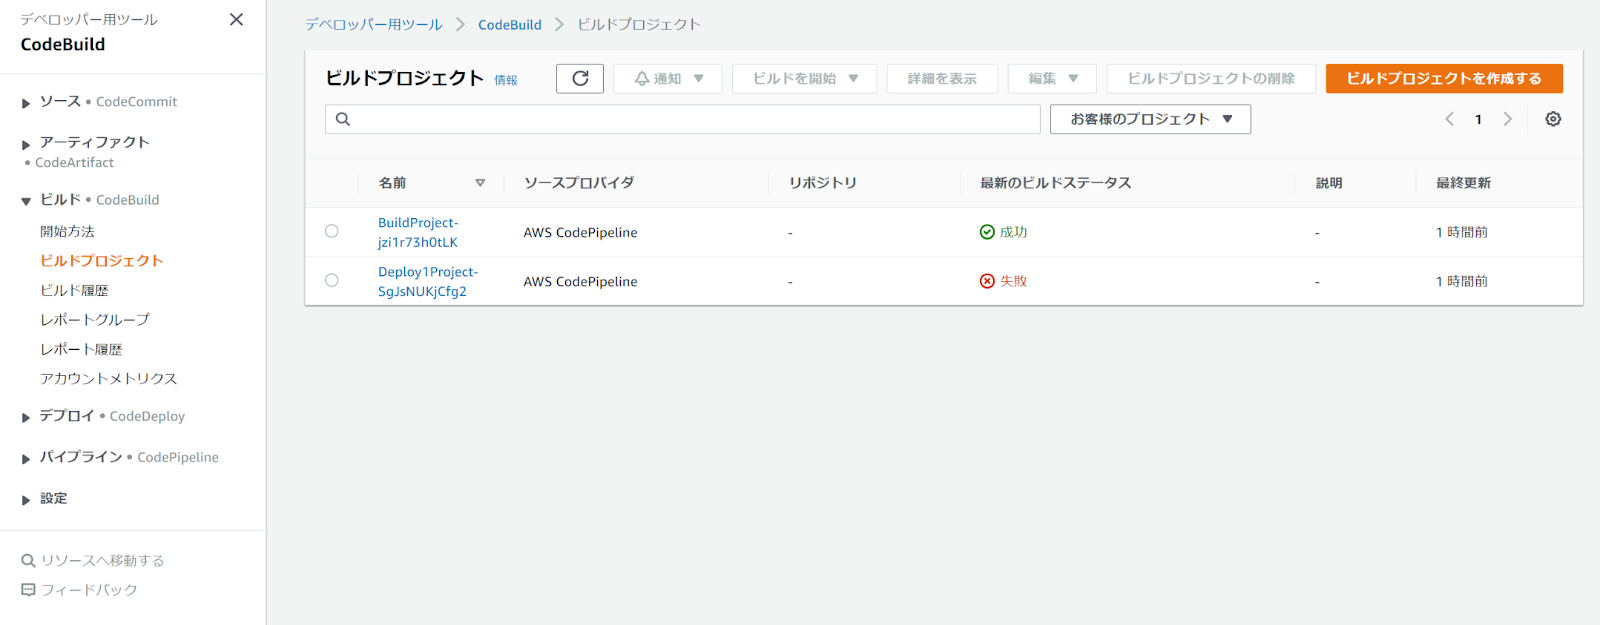 デベロッパー用ツール
CodeBuild
ソース • CodeCommit
アーティファクト
• CodeArtifact
ビルド • CodeBuild
開始方法
ビルドプロジェクト
ビルド履歴
レポートグループ
レポート履歴
アカウントメトリクス
デプロイ • CodeDeploy
パイプライン • CodePipeline
設定
リソースへ移動する
フィードバック
デベロッパー用ツール > CodeBuild > ビルドプロジェクト
ビルドプロジェクト 情報 通知 ビルドを開始 詳細を表示 編集 ビルドプロジェクトの削除 ビルドプロジェクトを作成する
お客様のプロジェクト 1
名前 ソースプロバイダ リポジトリ 最新のビルドステータス 説明 最終更新
BuildProject-
jzi1r73h0tLK AWS CodePipeline - 成功 - 1 時間前
Deploy1Project-
SgJsNUKjCfg2 AWS CodePipeline - 失敗 - 1 時間前